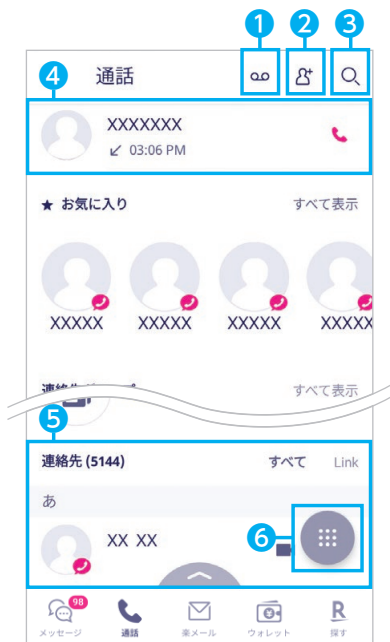 1 2 3
4 通話
XXXXXXX
↙ 03:06 PM
★ お気に入り すべて表示
XXXXX XXXXX XXXXX XXXXX
すべて表示
5
連絡先 (5144) すべて Link
あ
6
XX XX
98
メッセージ 通話 楽メール ウォレット 探す
R